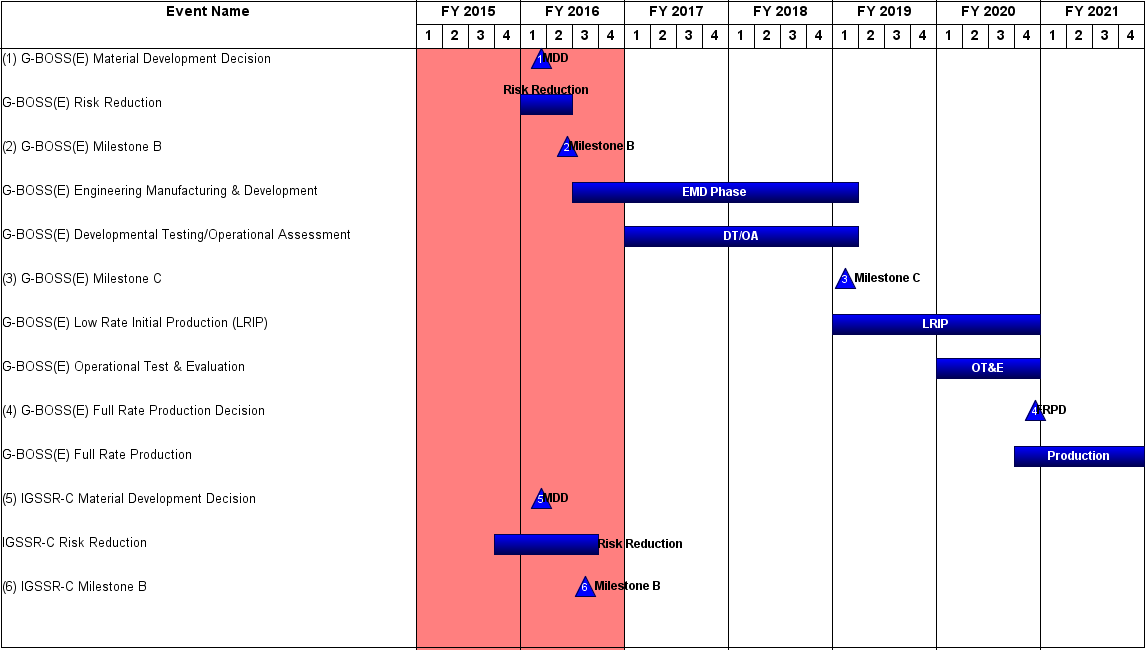 Event Name FY 2015 FY 2016 FY 2017 FY 2018 FY 2019 FY 2020 FY 2021
1 2 3 4 1 2 3 4 1 2 3 4 1 2 3 4 1 2 3 4 1 2 3 4 1 2 3 4
(1) G-BOSS(E) Material Development Decision 1 MDD
Risk Reduction
G-BOSS(E) Risk Reduction
(2) G-BOSS(E) Milestone B 2 Milestone B
G-BOSS(E) Engineering Manufacturing & Development EMD Phase
G-BOSS(E) Developmental Testing/Operational Assessment DT/OA
(3) G-BOSS(E) Milestone C 3 Milestone C
G-BOSS(E) Low Rate Initial Production (LRIP) LRIP
G-BOSS(E) Operational Test & Evaluation OT&E
(4) G-BOSS(E) Full Rate Production Decision 4 FRPD
G-BOSS(E) Full Rate Production Production
(5) IGSSR-C Material Development Decision 5 MDD
IGSSR-C Risk Reduction Risk Reduction
(6) IGSSR-C Milestone B 6 Milestone B